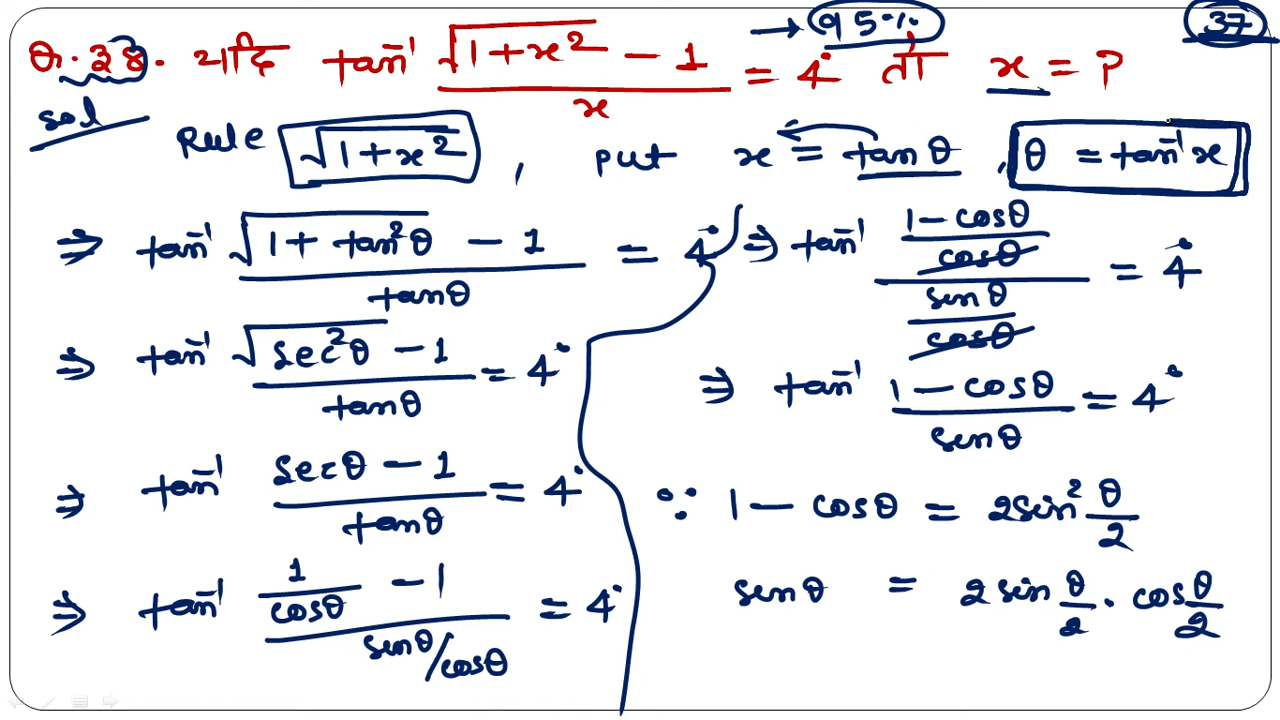 → 95% 37
Q. ३४. यदि tan⁻¹ (√(1+x²) − 1)/x = 4° तो x = ?
Sol Rule √(1+x²), put x = tanθ, θ = tan⁻¹x
⇒ tan⁻¹ (√(1+tan²θ) − 1)/tanθ = 4°
⇒ tan⁻¹ (√(sec²θ) − 1)/tanθ = 4°
⇒ tan⁻¹ (secθ − 1)/tanθ = 4°
⇒ tan⁻¹ (1/cosθ − 1)/(sinθ/cosθ) = 4°
⇒ tan⁻¹ ((1−cosθ)/cosθ)/(sinθ/cosθ) = 4°
⇒ tan⁻¹ (1−cosθ)/sinθ = 4°
∵ 1 − cosθ = 2sin² θ/2
sinθ = 2sin θ/2 · cos θ/2